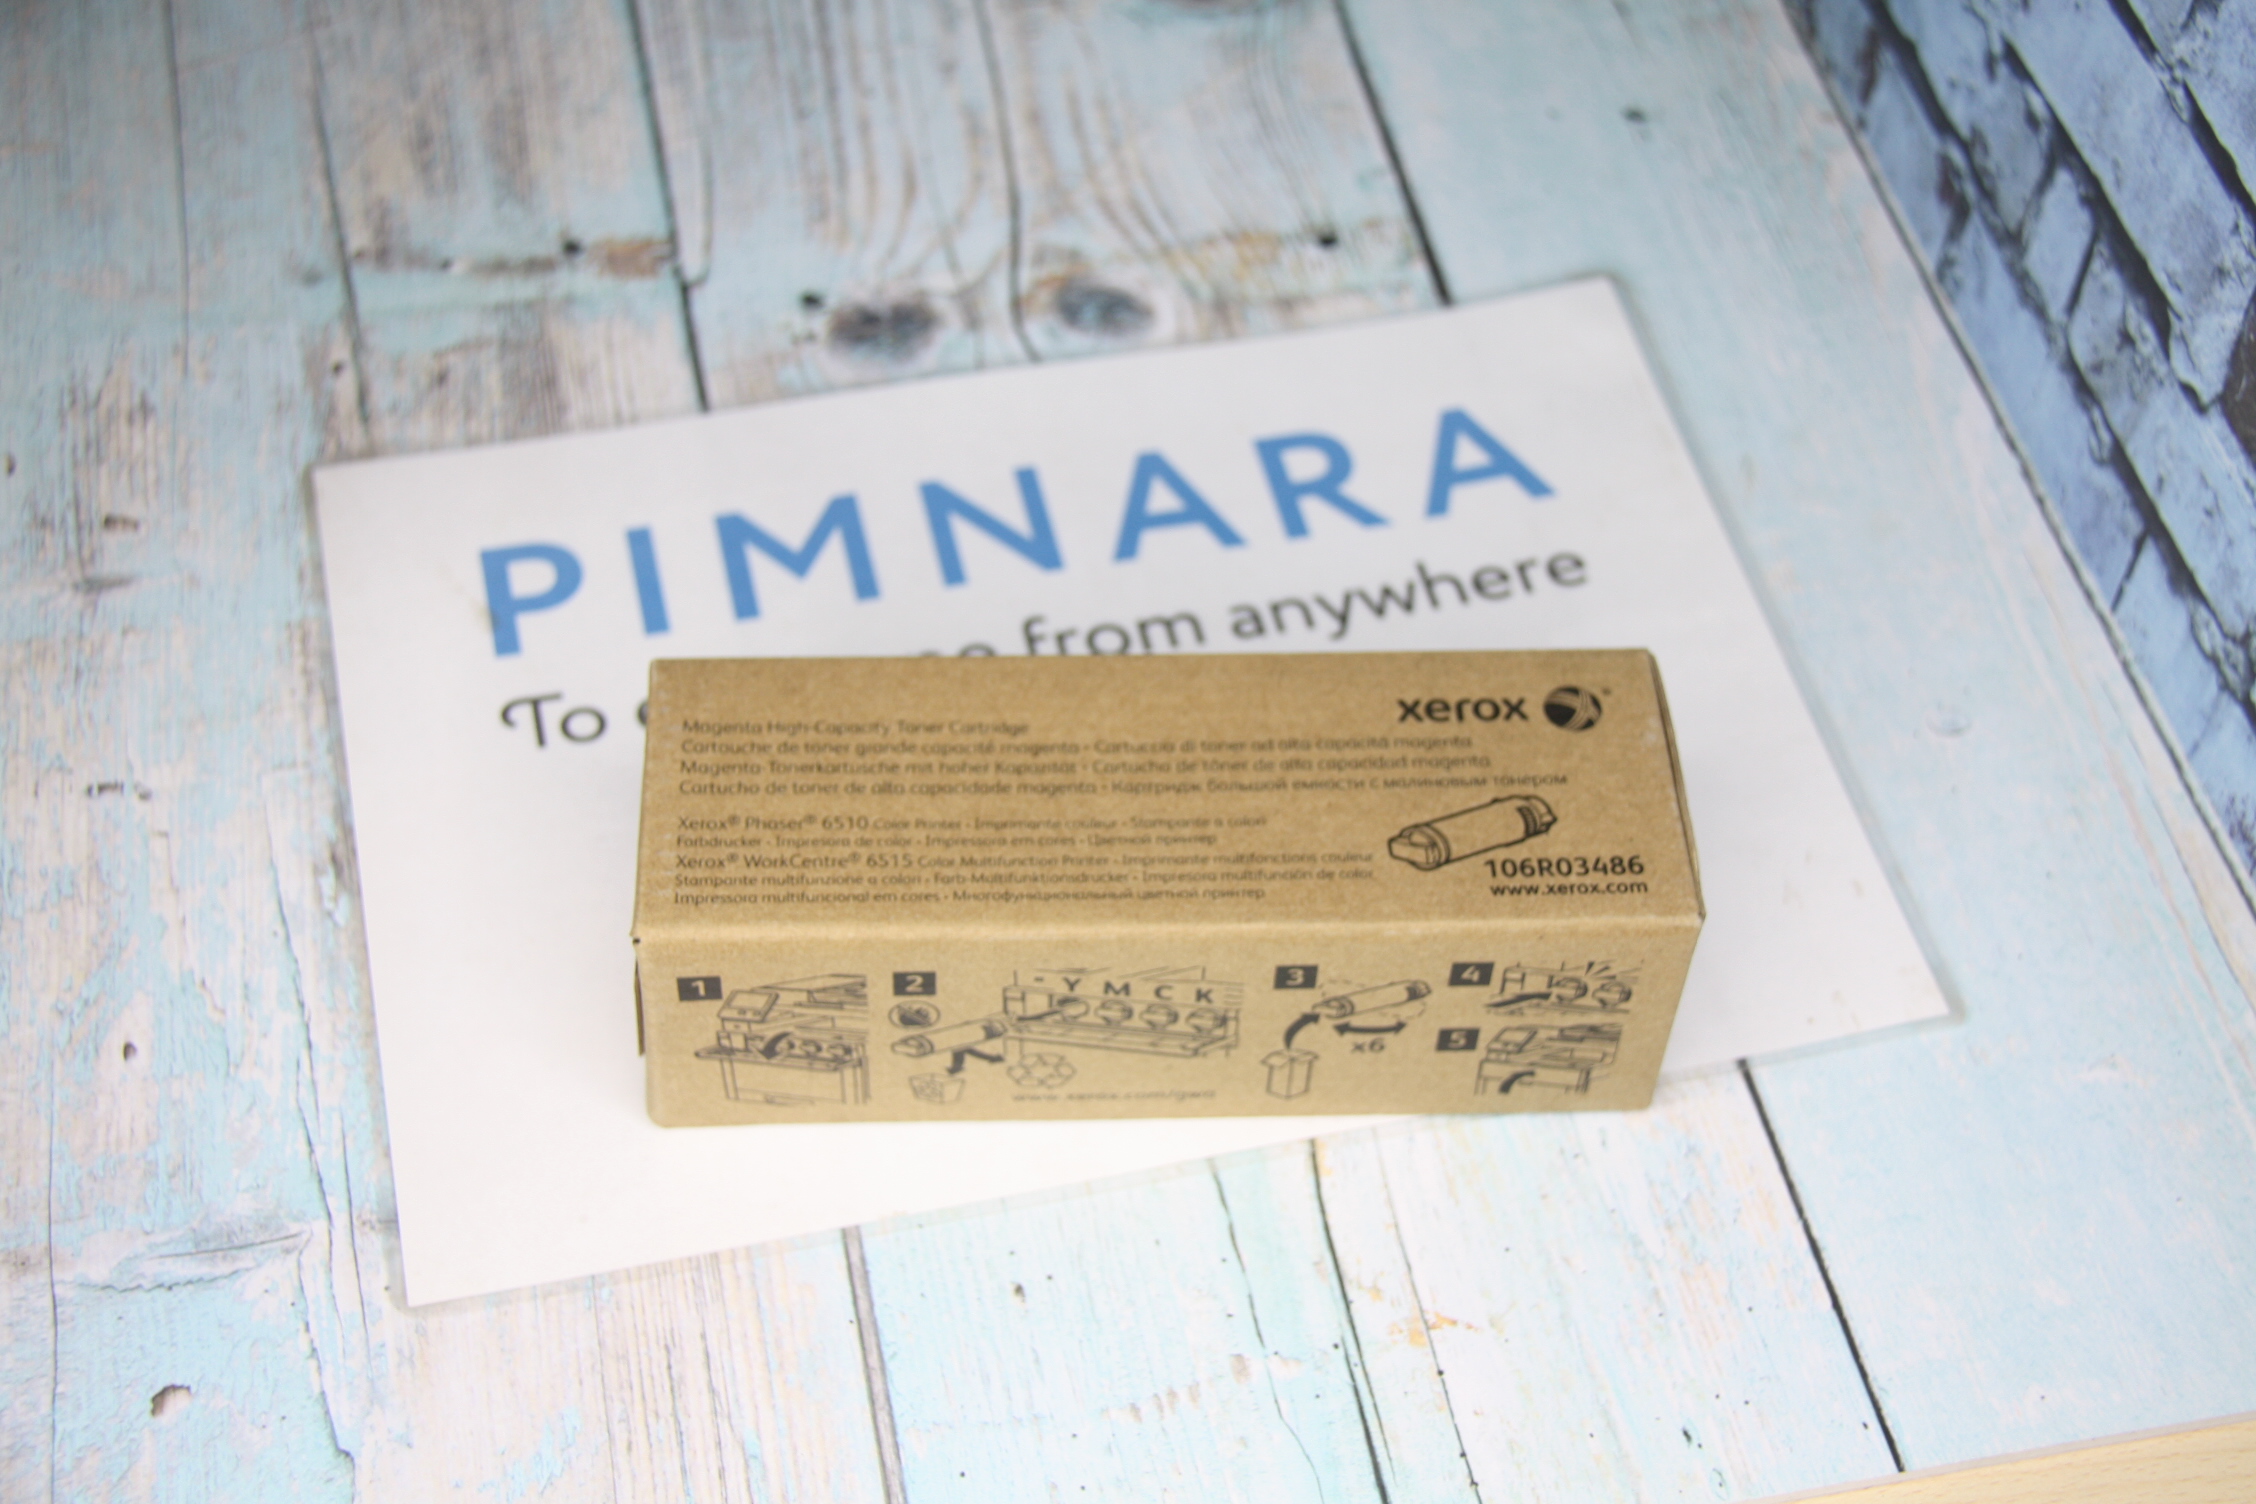 PIMNARA
To from anywhere
xerox
Magenta High-Capacity Toner Cartridge
Cartouche de toner grande capacité magenta • Cartuccia di toner ad alta capacità magenta
Magenta-Tonerkartusche mit hoher Kapazität • Cartucho de tóner de alta capacidad magenta
Cartucho de toner de alta capacidade magenta • Картридж большой емкости с малиновым тонером
Xerox® Phaser® 6510 Color Printer • Imprimante couleur • Stampante a colori
Farbdrucker • Impresora de color • Impressora em cores • Цветной принтер
Xerox® WorkCentre® 6515 Color Multifunction Printer • Imprimante multifonctions couleur
Stampante multifunzione a colori • Farb-Multifunktionsdrucker • Impresora multifunción de color
Impressora multifuncional em cores • Многофункциональный цветной принтер
106R03486
www.xerox.com
1
2
Y M C K
www.xerox.com/gwa
3
x6
4
5